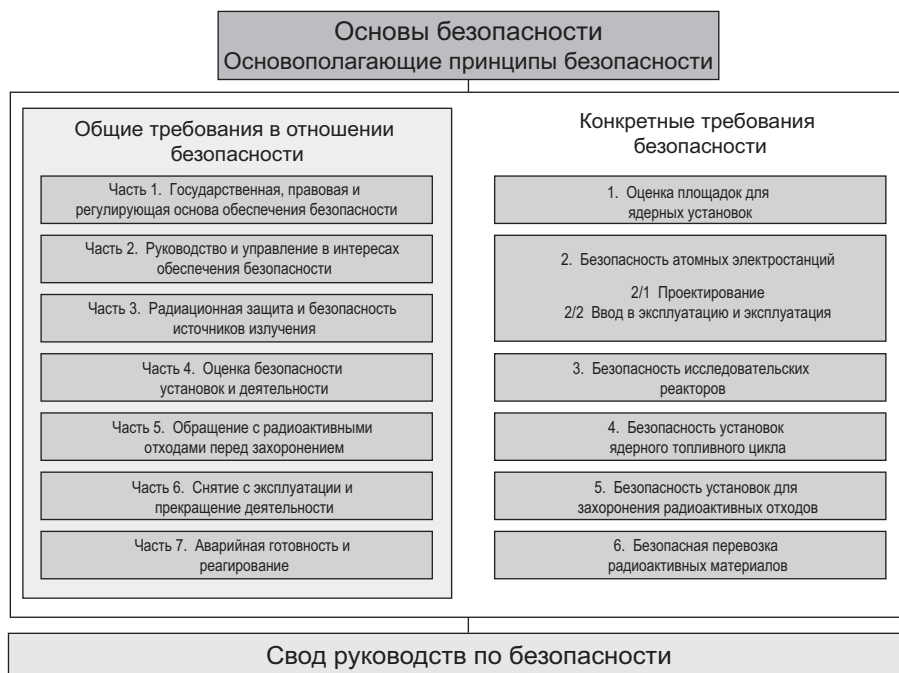 Основы безопасности
Основополагающие принципы безопасности
Общие требования в отношении
безопасности
Часть 1. Государственная, правовая и
регулирующая основа обеспечения безопасности
Часть 2. Руководство и управление в интересах
обеспечения безопасности
Часть 3. Радиационная защита и безопасность
источников излучения
Часть 4. Оценка безопасности
установок и деятельности
Часть 5. Обращение с радиоактивными
отходами перед захоронением
Часть 6. Снятие с эксплуатации и
прекращение деятельности
Часть 7. Аварийная готовность и
реагирование
Конкретные требования
безопасности
1. Оценка площадок для
ядерных установок
2. Безопасность атомных электростанций
2/1 Проектирование
2/2 Ввод в эксплуатацию и эксплуатация
3. Безопасность исследовательских
реакторов
4. Безопасность установок
ядерного топливного цикла
5. Безопасность установок для
захоронения радиоактивных отходов
6. Безопасная перевозка
радиоактивных материалов
Свод руководств по безопасности